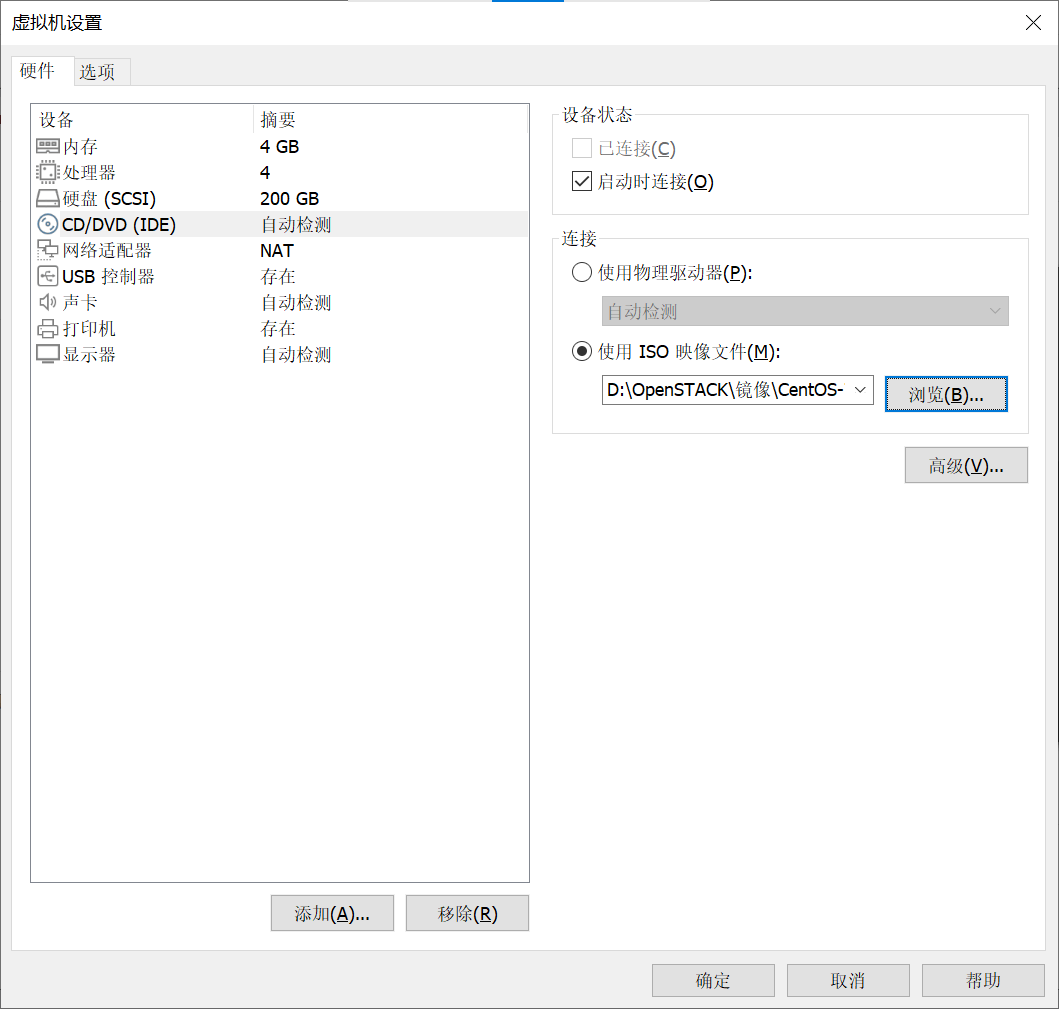 虚拟机设置
硬件 选项
设备 摘要
内存 4 GB
处理器 4
硬盘 (SCSI) 200 GB
CD/DVD (IDE) 自动检测
网络适配器 NAT
USB 控制器 存在
声卡 自动检测
打印机 存在
显示器 自动检测
添加(A)... 移除(R)
设备状态
已连接(C)
启动时连接(O)
连接
使用物理驱动器(P):
自动检测
使用 ISO 映像文件(M):
D:\OpenSTACK\镜像\CentOS- 浏览(B)...
高级(V)...
确定 取消 帮助